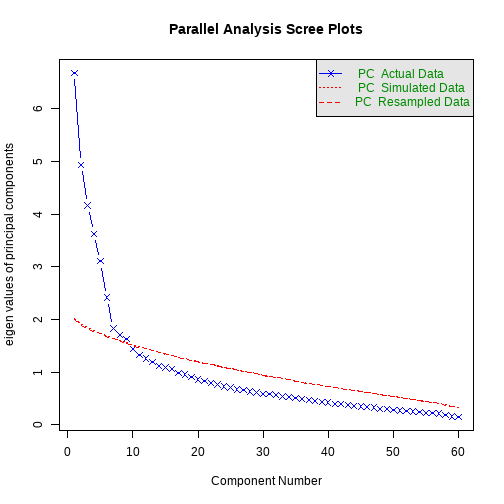 Parallel Analysis Scree Plots
PC Actual Data
PC Simulated Data
PC Resampled Data
eigen values of principal components
6
5
4
3
2
1
0
0 10 20 30 40 50 60
Component Number